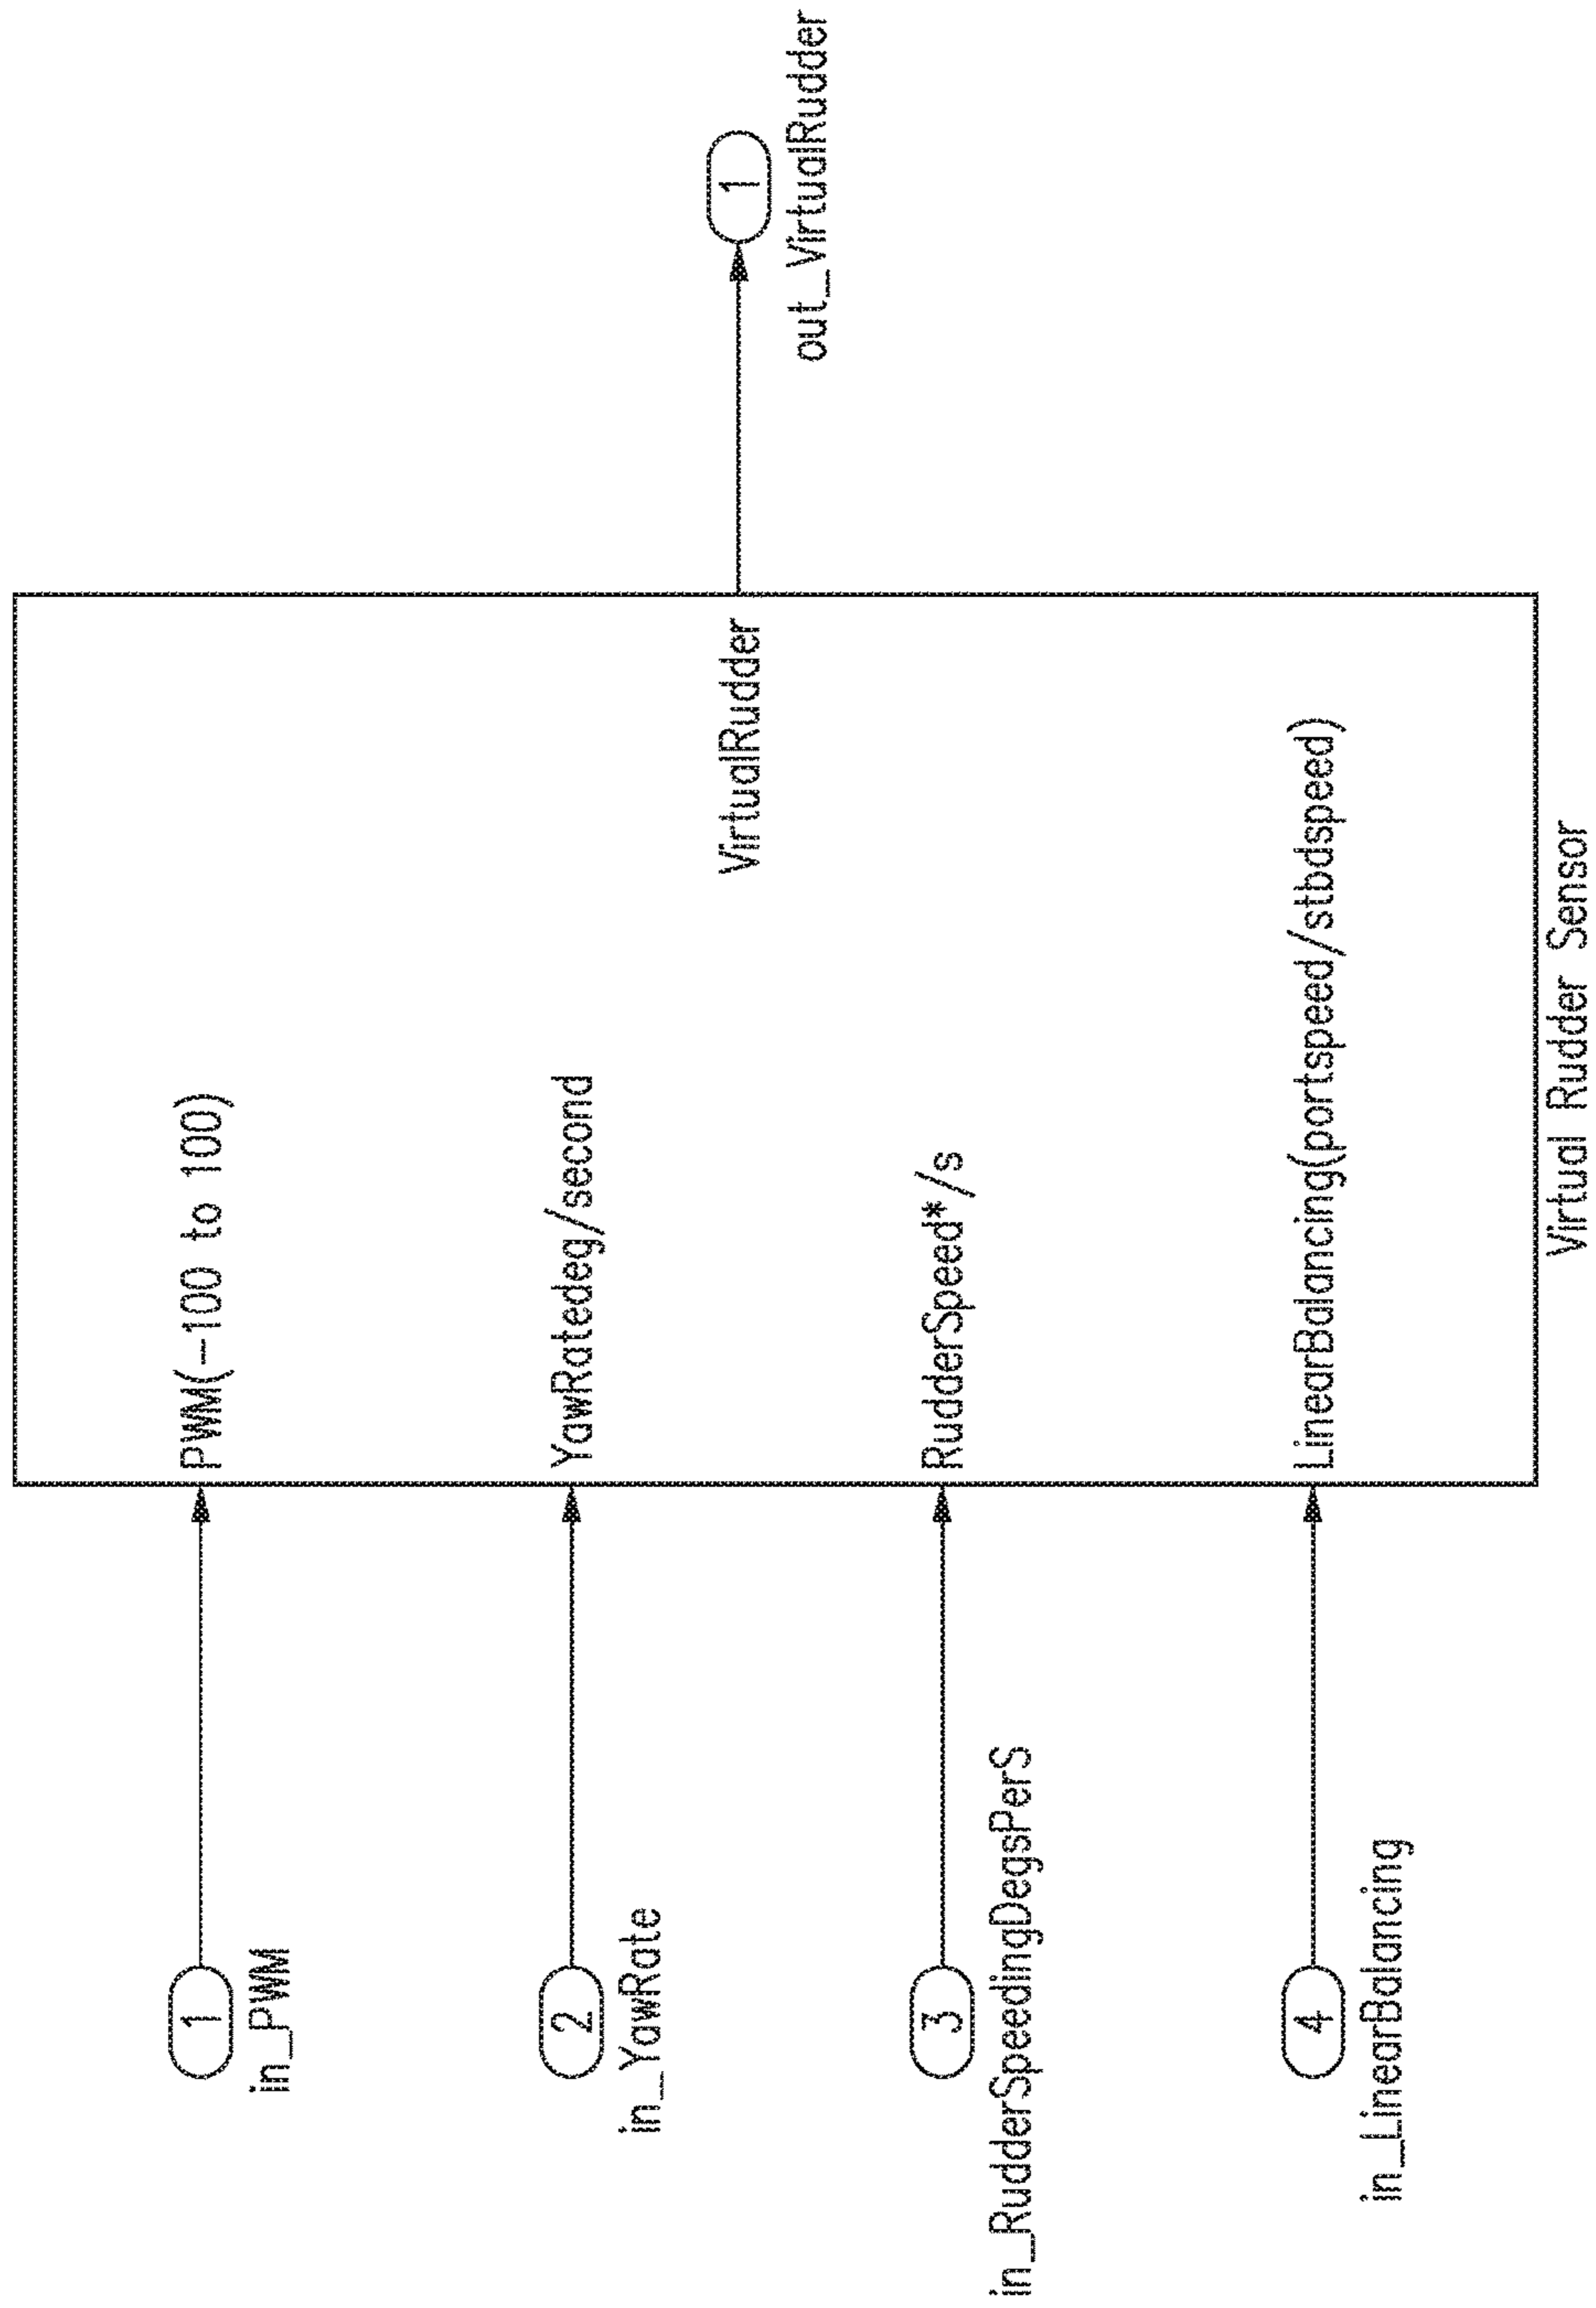 1
in_PWM
PWM(-100 to 100)
2
in_YawRate
YawRatedeg/second
3
in_RudderSpeedingDegsPerS
RudderSpeed*/s
4
in_LinearBalancing
LinearBalancing(portspeed/stbdspeed)
VirtualRudder
1
out_VirtualRudder
Virtual Rudder Sensor